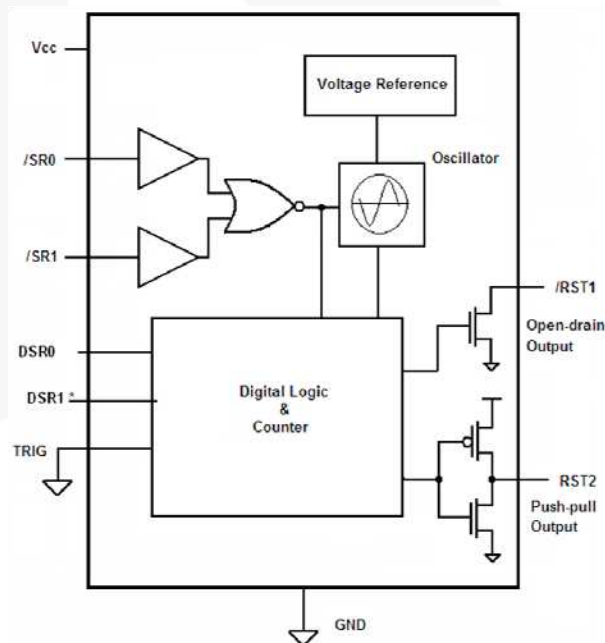 Vcc
Voltage Reference
/SR0
Oscillator
/SR1
/RST1
Open-drain
Output
DSR0
DSR1 *
Digital Logic
&
Counter
TRIG
RST2
Push-pull
Output
GND